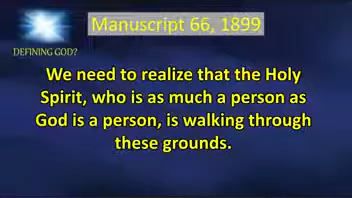 Manuscript 66, 1899
DEFINING GOD?
We need to realize that the Holy
Spirit, who is as much a person as
God is a person, is walking through
these grounds.